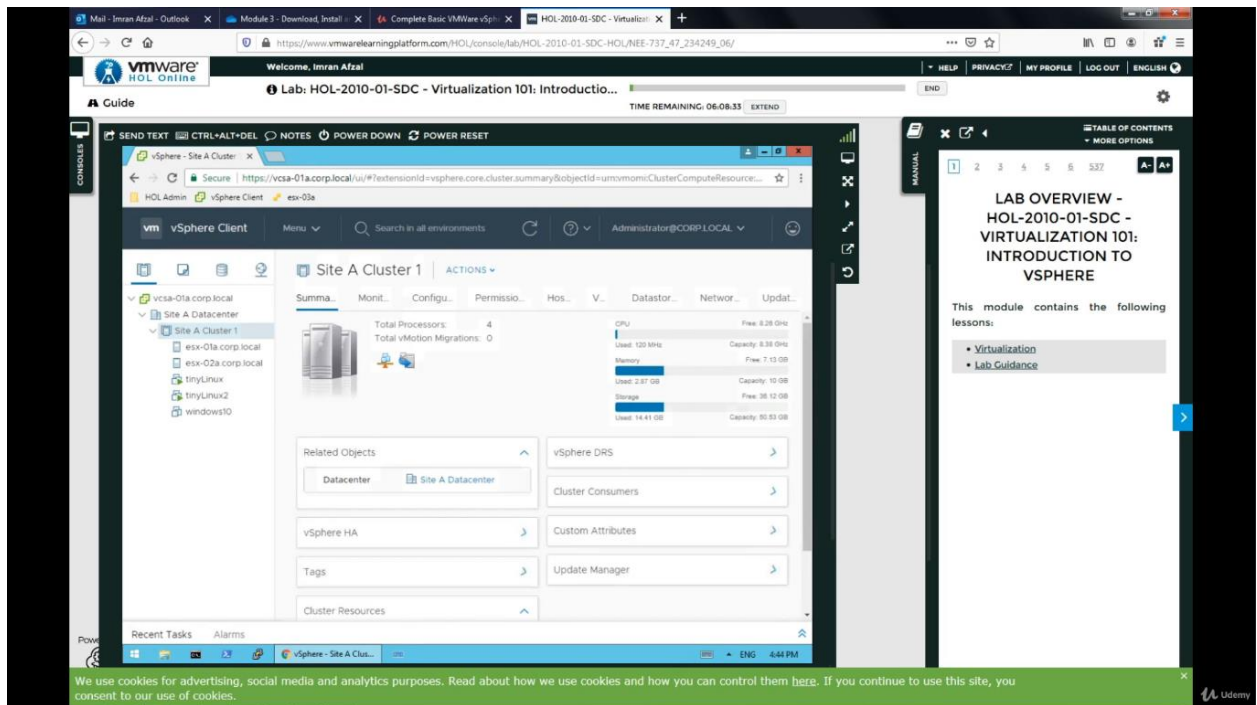 Mail - Imran Afzal - Outlook
Module 3 - Download, Install
Complete Basic VMWare vSph
HOL-2010-01-SDC - Virtualizati
https://www.vmwarelearningplatform.com/HOL/console/lab/HOL-2010-01-SDC-HOL/NEE-737_47_234249_06/
vmware
HOL Online
Welcome, Imran Afzal
HELP
PRIVACY
MY PROFILE
LOG OUT
ENGLISH
Guide
Lab: HOL-2010-01-SDC - Virtualization 101: Introductio...
TIME REMAINING: 06:08:33
EXTEND
END
CONSOLES
SEND TEXT
CTRL+ALT+DEL
NOTES
POWER DOWN
POWER RESET
vSphere - Site A Cluster
Secure
https://vcsa-01a.corp.local/ui/#?extensionId=vsphere.core.cluster.summary&objectId=urn:vmomi:ClusterComputeResource:...
HOL Admin
vSphere Client
esx-03a
vm
vSphere Client
Menu
Search in all environments
Administrator@CORP.LOCAL
vcsa-01a.corp.local
Site A Datacenter
Site A Cluster 1
esx-01a.corp.local
esx-02a.corp.local
tinyLinux
tinyLinux2
windows10
Site A Cluster 1
ACTIONS
Summa...
Monit...
Configu...
Permissio...
Hos...
V...
Datastor...
Networ...
Updat...
Total Processors: 4
Total vMotion Migrations: 0
CPU
Free: 8.26 GHz
Used: 120 MHz
Capacity: 8.38 GHz
Memory
Free: 7.13 GB
Used: 2.87 GB
Capacity: 10 GB
Storage
Free: 36.12 GB
Used: 14.41 GB
Capacity: 50.53 GB
Related Objects
Datacenter
Site A Datacenter
vSphere HA
Tags
Cluster Resources
vSphere DRS
Cluster Consumers
Custom Attributes
Update Manager
Recent Tasks
Alarms
vSphere - Site A Clus...
ENG
4:44 PM
MANUAL
TABLE OF CONTENTS
MORE OPTIONS
1 2 3 4 5 6 537
A-
A+
LAB OVERVIEW -
HOL-2010-01-SDC -
VIRTUALIZATION 101:
INTRODUCTION TO
VSPHERE
This module contains the following
lessons:
Virtualization
Lab Guidance
We use cookies for advertising, social media and analytics purposes. Read about how we use cookies and how you can control them here. If you continue to use this site, you
consent to our use of cookies.
Udemy